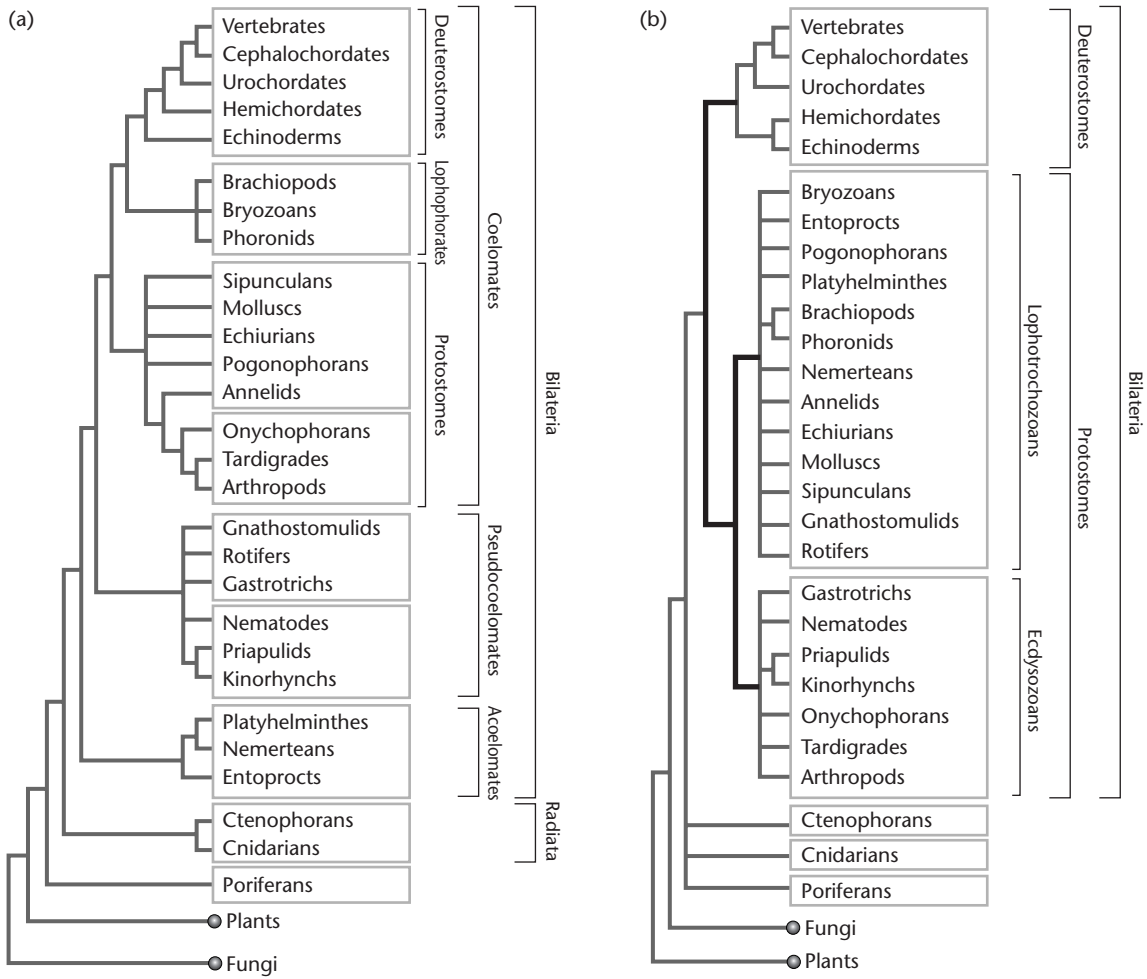 (a)
Vertebrates
Cephalochordates
Urochordates
Hemichordates
Echinoderms
Deuterostomes
Brachiopods
Bryozoans
Phoronids
Lophophorates
Sipunculans
Molluscs
Echiurians
Pogonophorans
Annelids
Onychophorans
Tardigrades
Arthropods
Protostomes
Coelomates
Gnathostomulids
Rotifers
Gastrotrichs
Nematodes
Priapulids
Kinorhynchs
Pseudocoelomates
Platyhelminthes
Nemerteans
Entoprocts
Acoelomates
Bilateria
Ctenophorans
Cnidarians
Radiata
Poriferans
Plants
Fungi
(b)
Vertebrates
Cephalochordates
Urochordates
Hemichordates
Echinoderms
Deuterostomes
Bryozoans
Entoprocts
Pogonophorans
Platyhelminthes
Brachiopods
Phoronids
Nemerteans
Annelids
Echiurians
Molluscs
Sipunculans
Gnathostomulids
Rotifers
Lophotrochozoans
Gastrotrichs
Nematodes
Priapulids
Kinorhynchs
Onychophorans
Tardigrades
Arthropods
Ecdysozoans
Protostomes
Bilateria
Ctenophorans
Cnidarians
Poriferans
Fungi
Plants